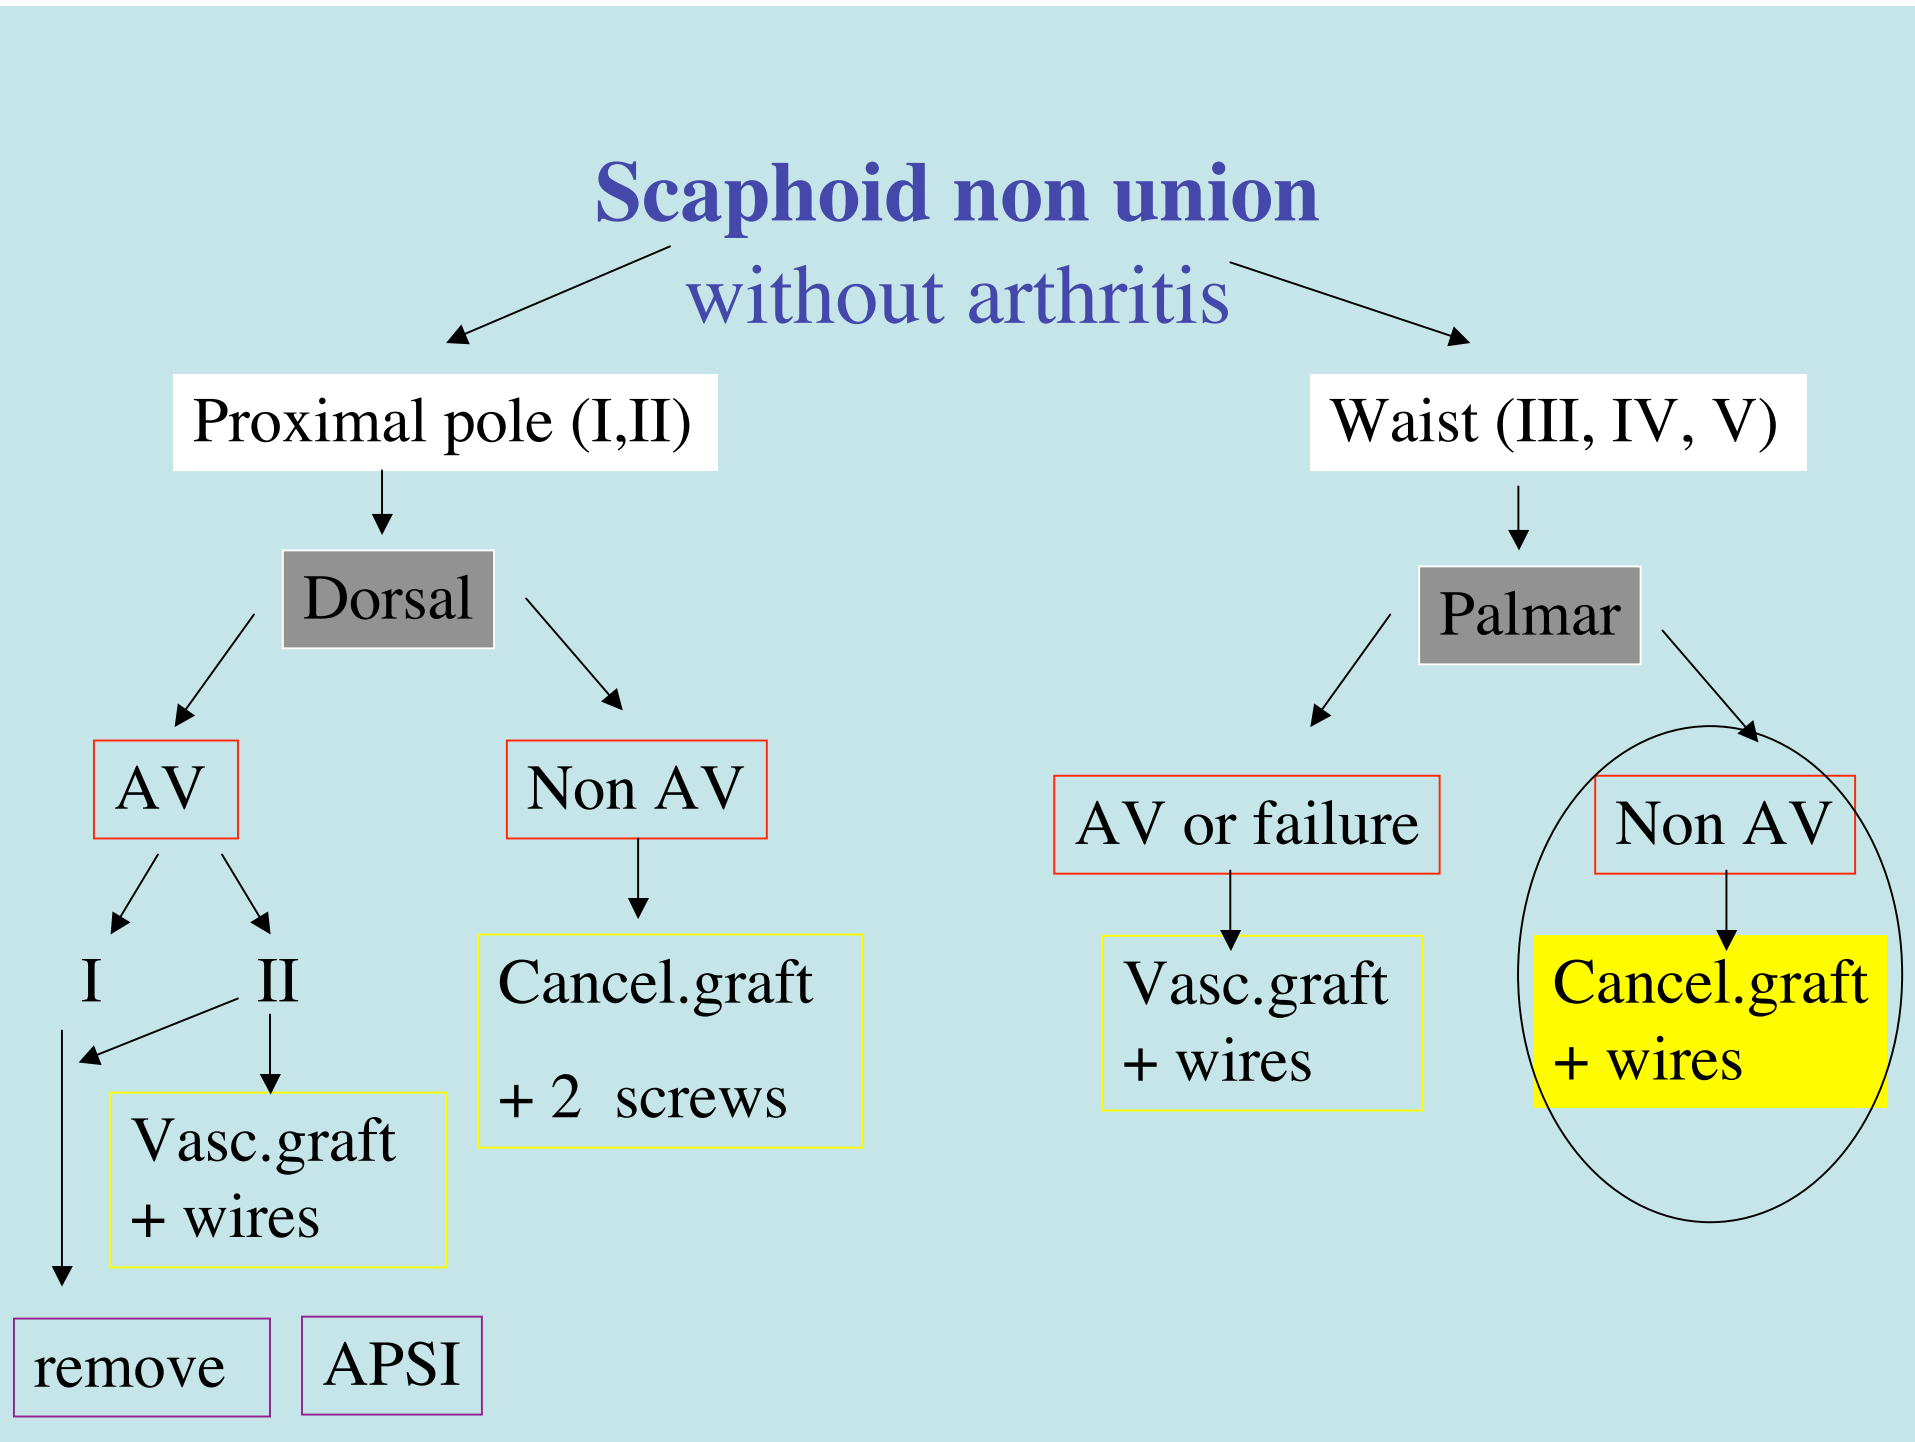 Scaphoid non union
without arthritis
Proximal pole (I,II)
Waist (III, IV, V)
Dorsal
Palmar
AV
Non AV
AV or failure
Non AV
I
II
Cancel.graft
+ 2 screws
Vasc.graft
+ wires
Cancel.graft
+ wires
Vasc.graft
+ wires
remove
APSI